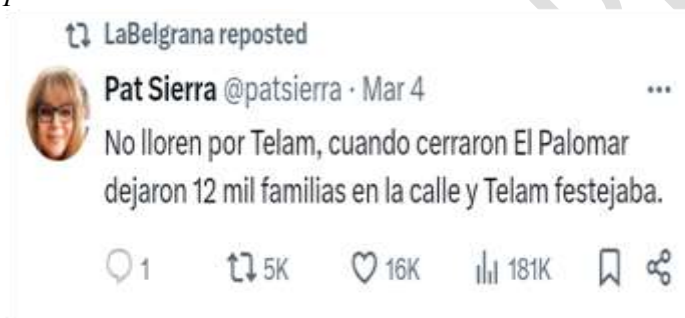 LaBelgrana reposted
Pat Sierra @patsierra · Mar 4
No lloren por Telam, cuando cerraron El Palomar
dejaron 12 mil familias en la calle y Telam festejaba.
1 5K 16K 181K